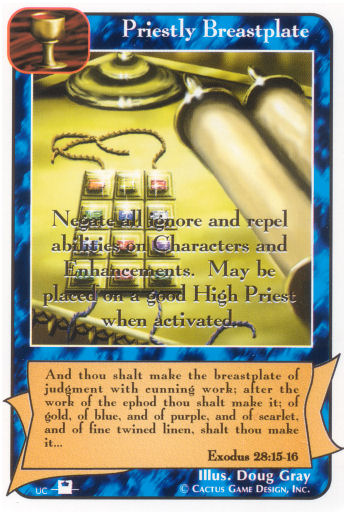 Priestly Breastplate
Negate all ignore and repel
abilities on Characters and
Enhancements. May be
placed on a good High Priest
when activated...
And thou shalt make the breastplate of
judgment with cunning work; after the
work of the ephod thou shalt make it; of
gold, of blue, and of purple, and of scarlet,
and of fine twined linen, shalt thou make
it...
Exodus 28:15-16
Illus. Doug Gray
UC
© Cactus Game Design, Inc.